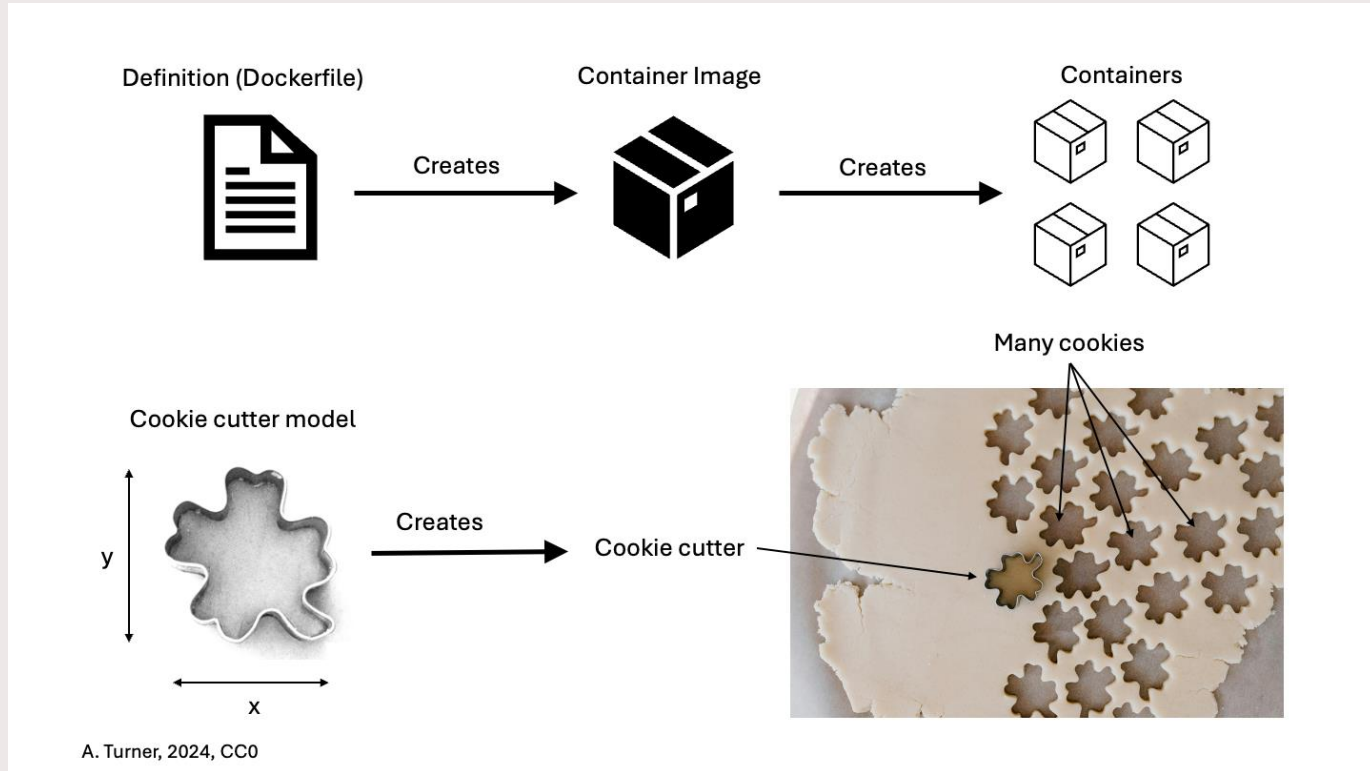 Definition (Dockerfile)
Container Image
Containers
Creates
Creates
Many cookies
Cookie cutter model
y
Creates
Cookie cutter
x
A. Turner, 2024, CC0